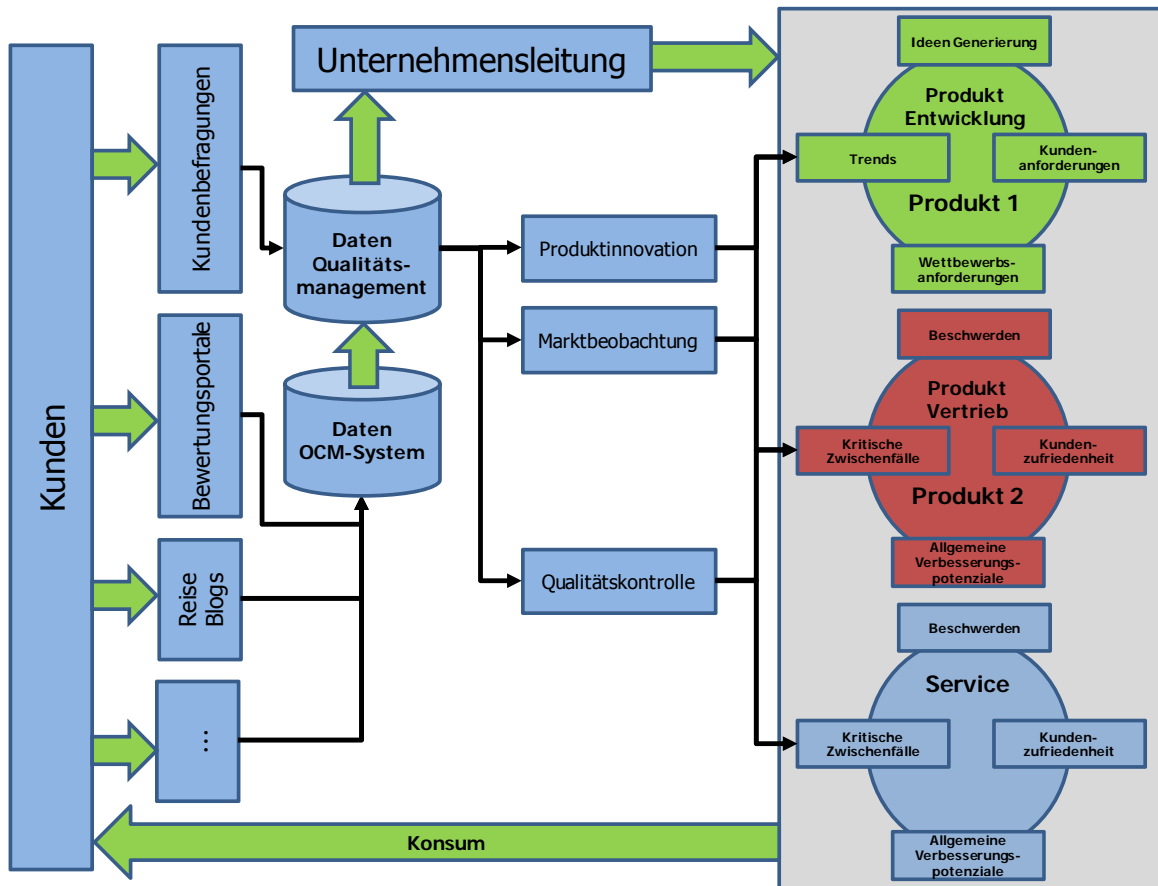 Kunden
Kundenbefragungen
Bewertungsportale
Reise
Blogs
...
Unternehmensleitung
Daten
Qualitäts-
management
Daten
OCM-System
Produktinnovation
Marktbeobachtung
Qualitätskontrolle
Ideen Generierung
Produkt
Entwicklung
Trends
Kunden-
anforderungen
Produkt 1
Wettbewerbs-
anforderungen
Beschwerden
Produkt
Vertrieb
Kritische
Zwischenfälle
Kunden-
zufriedenheit
Produkt 2
Allgemeine
Verbesserungs-
potenziale
Beschwerden
Service
Kritische
Zwischenfälle
Kunden-
zufriedenheit
Allgemeine
Verbesserungs-
potenziale
Konsum